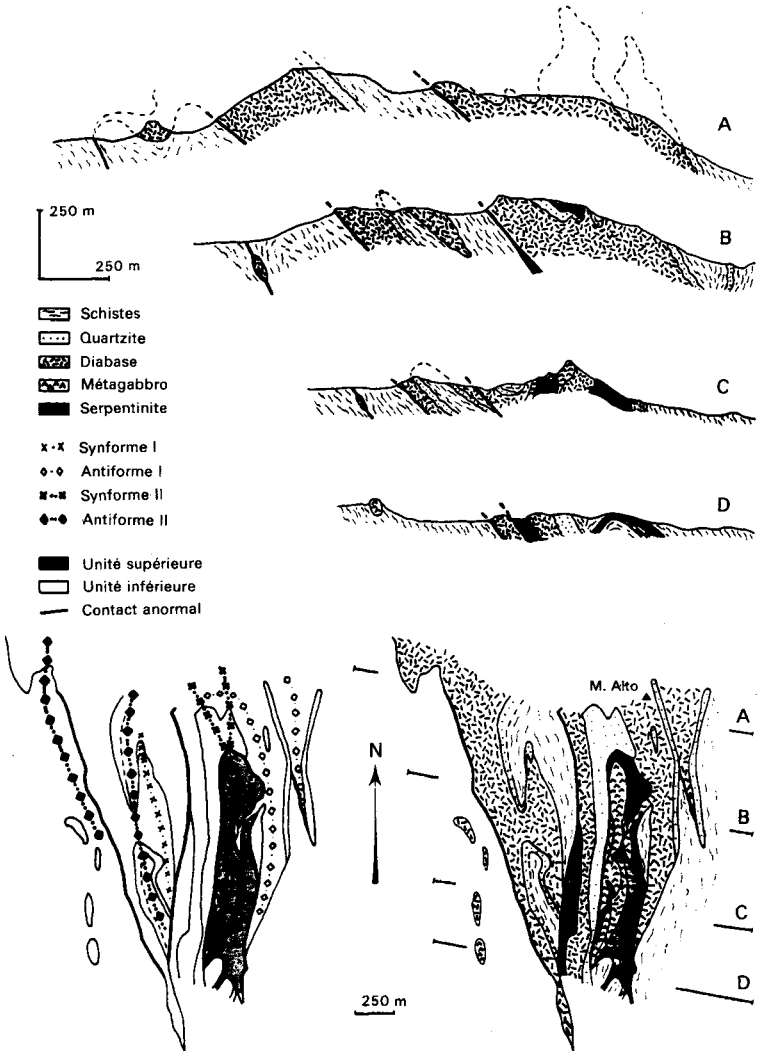 A
250 m
250 m
B
Schistes
Quartzite
Diabase
Métagabbro
Serpentinite
C
Synforme I
Antiforme I
Synforme II
Antiforme II
D
Unité supérieure
Unité inférieure
Contact anormal
M. Alto
A
N
B
C
D
250 m